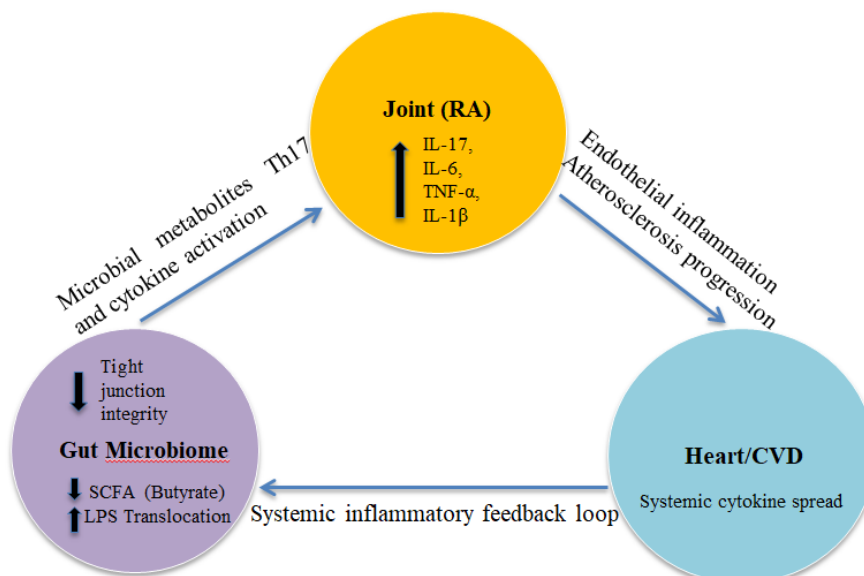 Joint (RA)
IL-17,
IL-6,
TNF-α,
IL-1β
Microbial metabolites Th17
and cytokine activation
Endothelial inflammation
Atherosclerosis progression
Tight
junction
integrity
Gut Microbiome
SCFA (Butyrate)
LPS Translocation
Heart/CVD
Systemic cytokine spread
Systemic inflammatory feedback loop